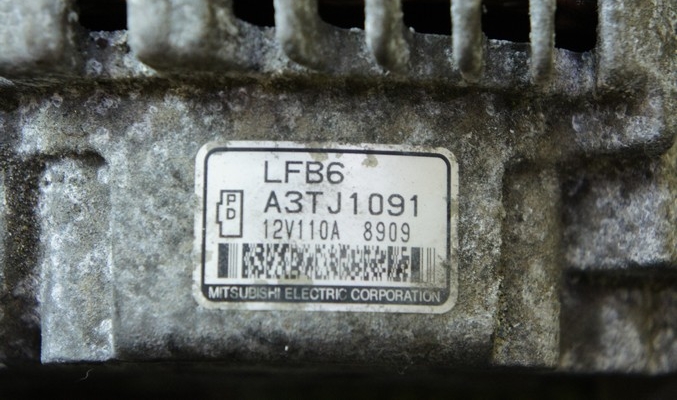 LFB6
P D A3TJ1091
12V110A 8909
MITSUBISHI ELECTRIC CORPORATION